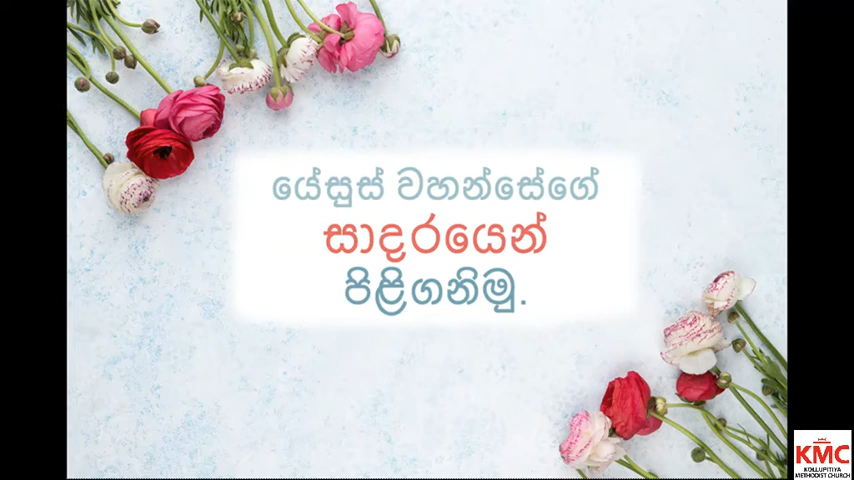 යේසුස් වහන්සේගේ
සාදරයෙන්
පිළිගනිමු.
KMC
KOLLUPITIYA
METHODIST CHURCH